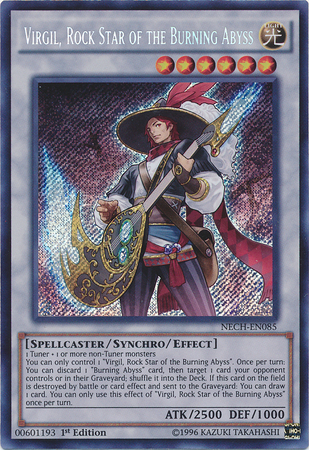 Virgil, Rock Star of the Burning Abyss
LIGHT
光
NECH-EN085
[Spellcaster/Synchro/Effect]
1 Tuner + 1 or more non-Tuner monsters
You can only control 1 "Virgil, Rock Star of the Burning Abyss". Once per turn:
You can discard 1 "Burning Abyss" card, then target 1 card your opponent
controls or in their Graveyard; shuffle it into the Deck. If this card on the field
is destroyed by battle or card effect and sent to the Graveyard: You can draw
1 card. You can only use this effect of "Virgil, Rock Star of the Burning Abyss"
once per turn.
ATK/2500 DEF/1000
00601193 1st Edition ©1996 KAZUKI TAKAHASHI